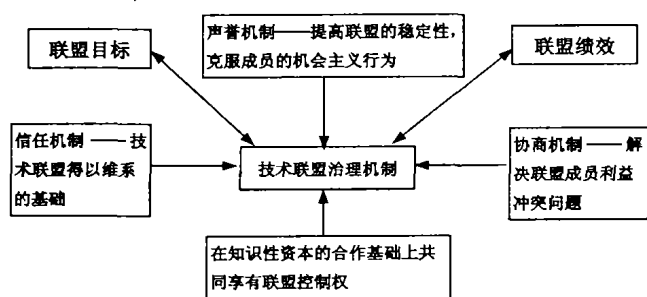 联盟目标
声誉机制——提高联盟的稳定性，
克服成员的机会主义行为
联盟绩效
信任机制——技
术联盟得以维系
的基础
技术联盟治理机制
协商机制——解
决联盟成员利益
冲突问题
在知识性资本的合作基础上共
同享有联盟控制权